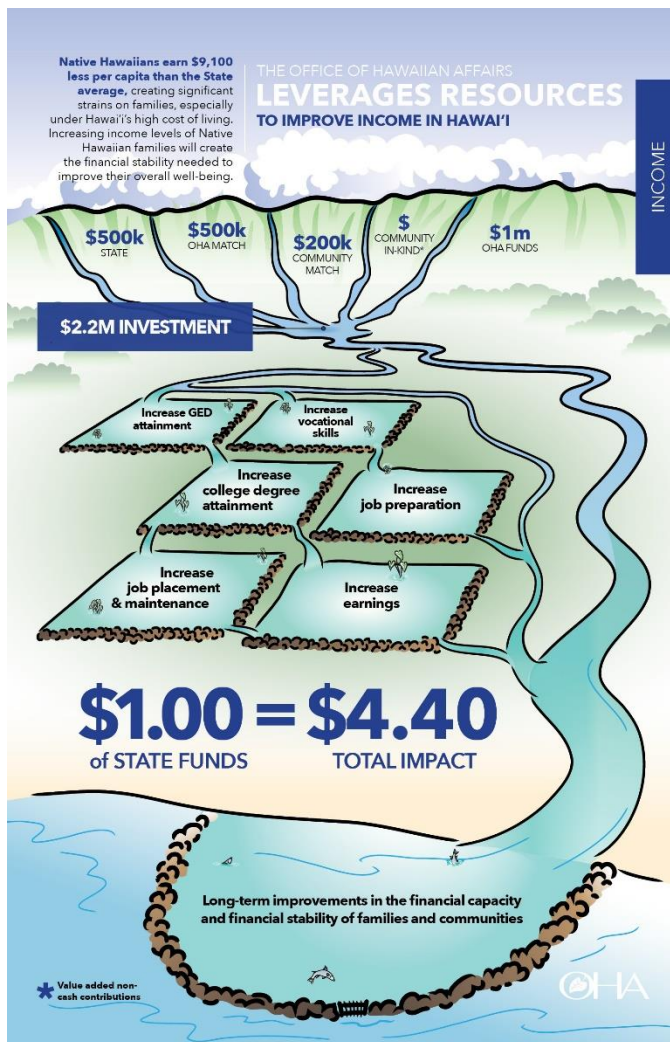 Native Hawaiians earn $9,100
less per capita than the State
average, creating significant
strains on families, especially
under Hawai‘i’s high cost of living.
Increasing income levels of Native
Hawaiian families will create
the financial stability needed to
improve their overall well-being.
THE OFFICE OF HAWAIIAN AFFAIRS
LEVERAGES RESOURCES
TO IMPROVE INCOME IN HAWAI‘I
INCOME
$500k
STATE
$500k
OHA MATCH
$200k
COMMUNITY
MATCH
$
COMMUNITY
IN-KIND*
$1m
OHA FUNDS
$2.2M INVESTMENT
Increase GED
attainment
Increase
vocational
skills
Increase
college degree
attainment
Increase
job preparation
Increase
job placement
& maintenance
Increase
earnings
$1.00 = $4.40
of STATE FUNDS TOTAL IMPACT
Long-term improvements in the financial capacity
and financial stability of families and communities
* Value added non-
cash contributions
OHA